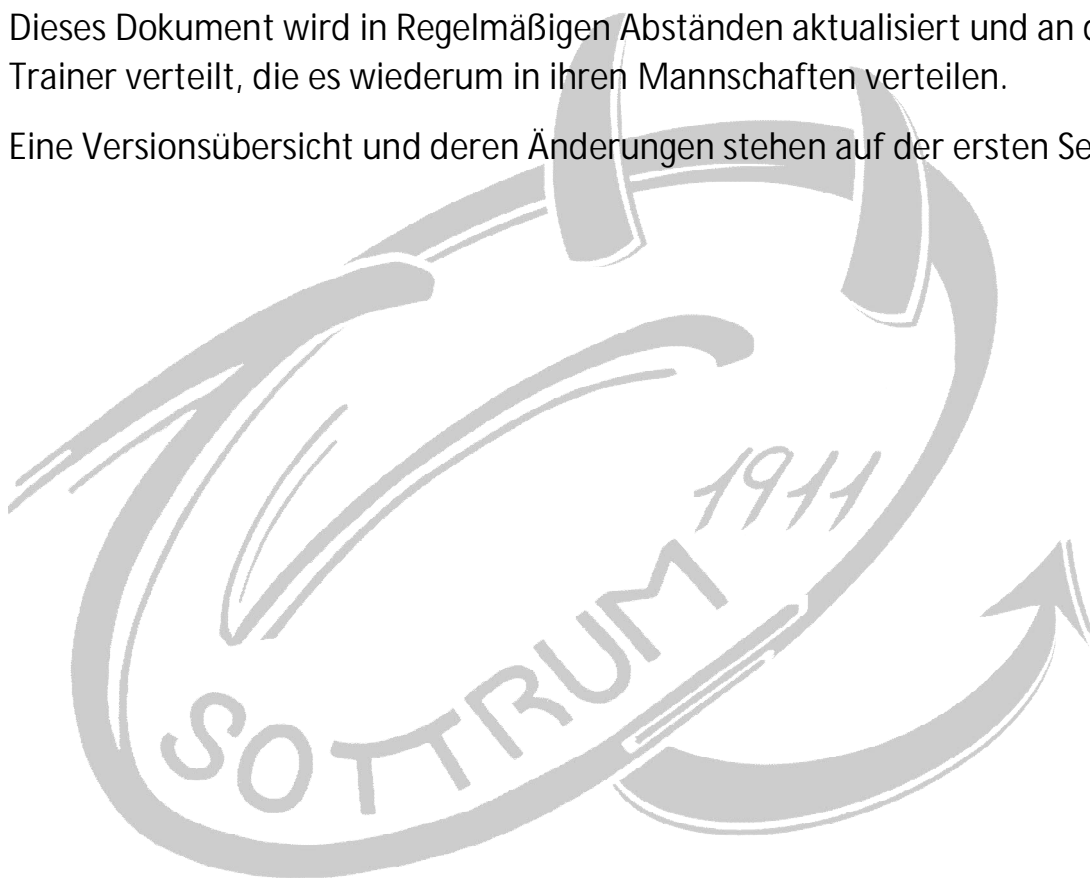 Dieses Dokument wird in Regelmäßigen Abständen aktualisiert und an
Trainer verteilt, die es wiederum in ihren Mannschaften verteilen.
Eine Versionsübersicht und deren Änderungen stehen auf der ersten
1911
SOTTRUM